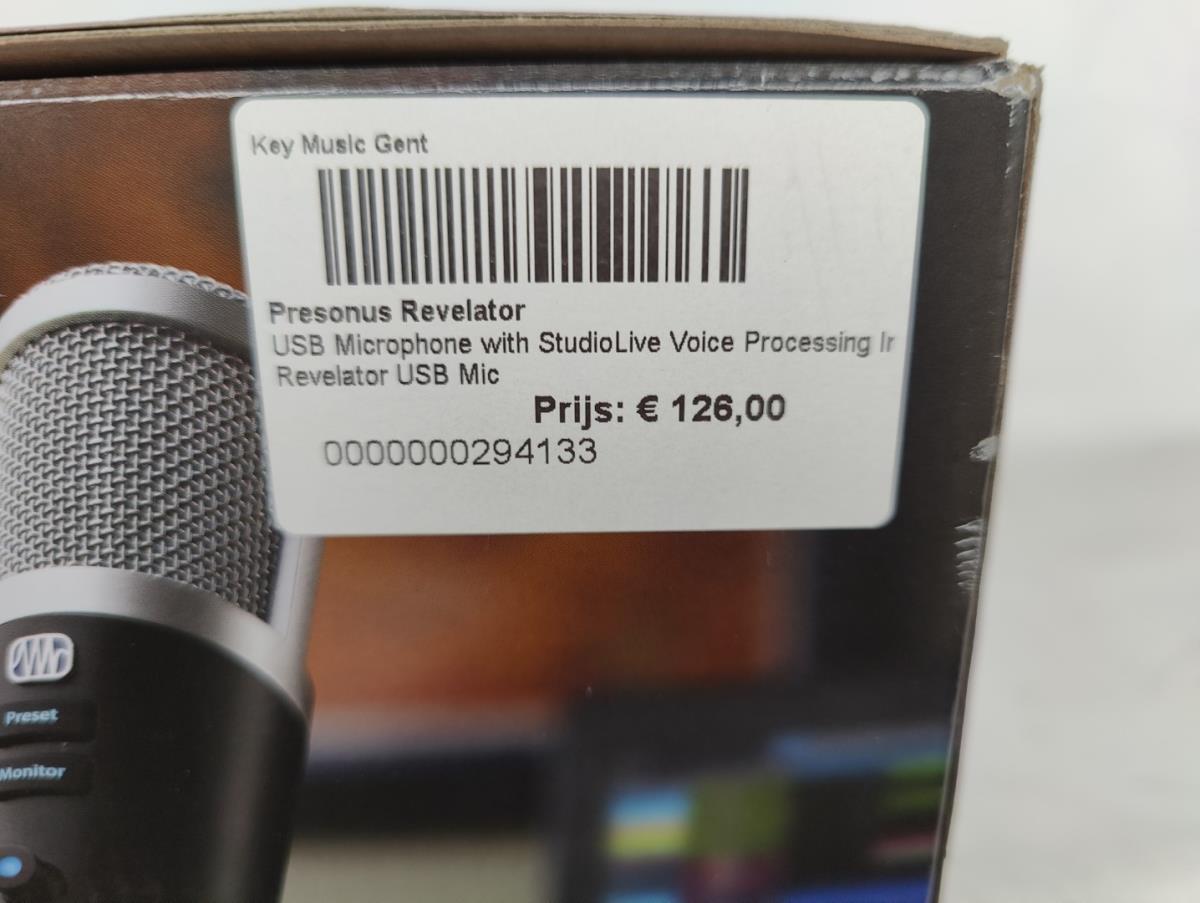 Key Music Gent
Presonus Revelator
USB Microphone with StudioLive Voice Processing
Revelator USB Mic
Prijs: € 126,00
0000000294133
Preset
Monitor